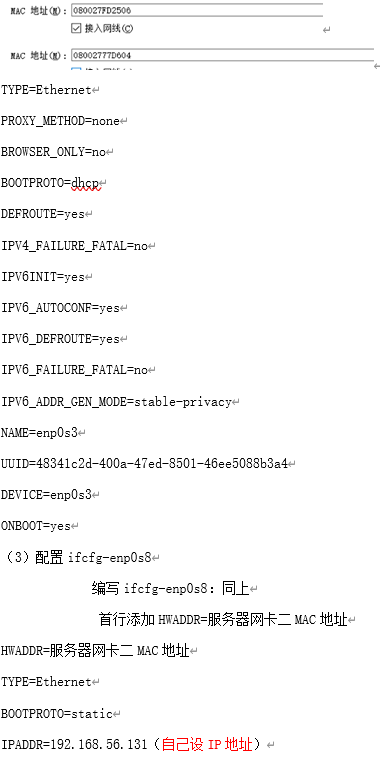 MAC 地址(M): 080027FD2506
接入网线(C)
MAC 地址(M): 08002777D604
TYPE=Ethernet
PROXY_METHOD=none
BROWSER_ONLY=no
BOOTPROTO=dhcp
DEFROUTE=yes
IPV4_FAILURE_FATAL=no
IPV6INIT=yes
IPV6_AUTOCONF=yes
IPV6_DEFROUTE=yes
IPV6_FAILURE_FATAL=no
IPV6_ADDR_GEN_MODE=stable-privacy
NAME=enp0s3
UUID=48341c2d-400a-47ed-8501-46ee5088b3a4
DEVICE=enp0s3
ONBOOT=yes
（3）配置 ifcfg-enp0s8
编写 ifcfg-enp0s8：同上
首行添加 HWADDR=服务器网卡二 MAC 地址
HWADDR=服务器网卡二 MAC 地址
TYPE=Ethernet
BOOTPROTO=static
IPADDR=192.168.56.131（自己设 IP 地址）